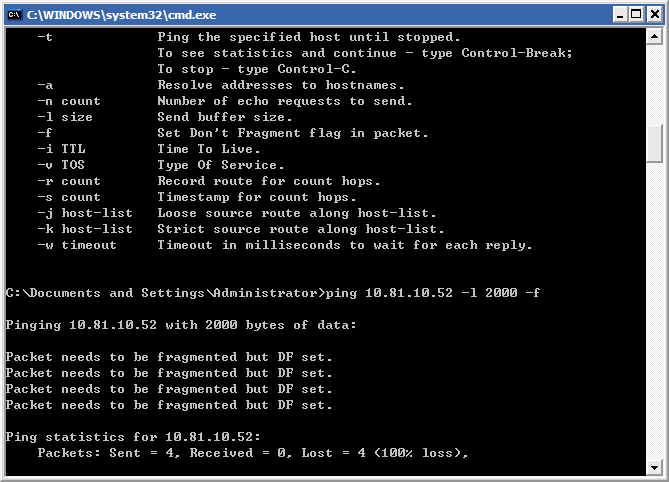 C:\WINDOWS\system32\cmd.exe
-t Ping the specified host until stopped.
To see statistics and continue - type Control-Break;
To stop - type Control-C.
-a Resolve addresses to hostnames.
-n count Number of echo requests to send.
-l size Send buffer size.
-f Set Don't Fragment flag in packet.
-i TTL Time To Live.
-v TOS Type Of Service.
-r count Record route for count hops.
-s count Timestamp for count hops.
-j host-list Loose source route along host-list.
-k host-list Strict source route along host-list.
-w timeout Timeout in milliseconds to wait for each reply.
C:\Documents and Settings\Administrator>ping 10.81.10.52 -l 2000 -f
Pinging 10.81.10.52 with 2000 bytes of data:
Packet needs to be fragmented but DF set.
Packet needs to be fragmented but DF set.
Packet needs to be fragmented but DF set.
Packet needs to be fragmented but DF set.
Ping statistics for 10.81.10.52:
Packets: Sent = 4, Received = 0, Lost = 4 (100% loss),